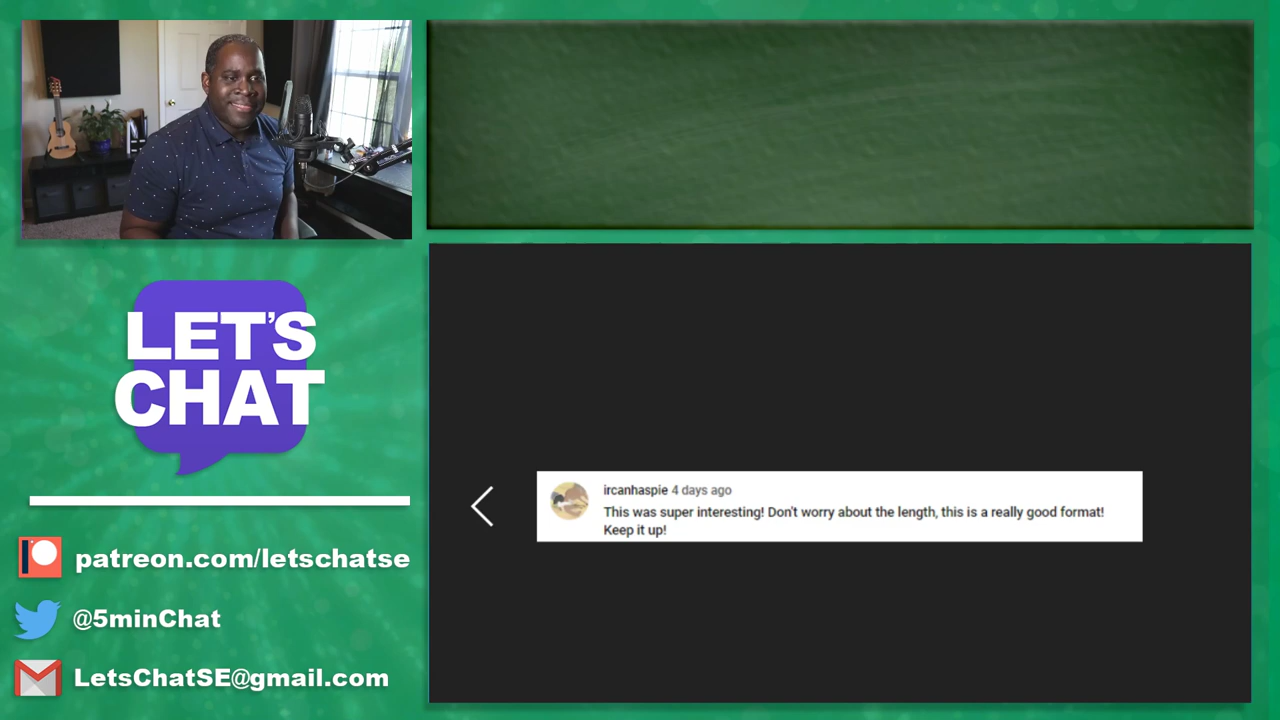 LET'S
CHAT
patreon.com/letschatse
@5minChat
LetsChatSE@gmail.com
ircanhaspie 4 days ago
This was super interesting! Don't worry about the length, this is a really good format!
Keep it up!